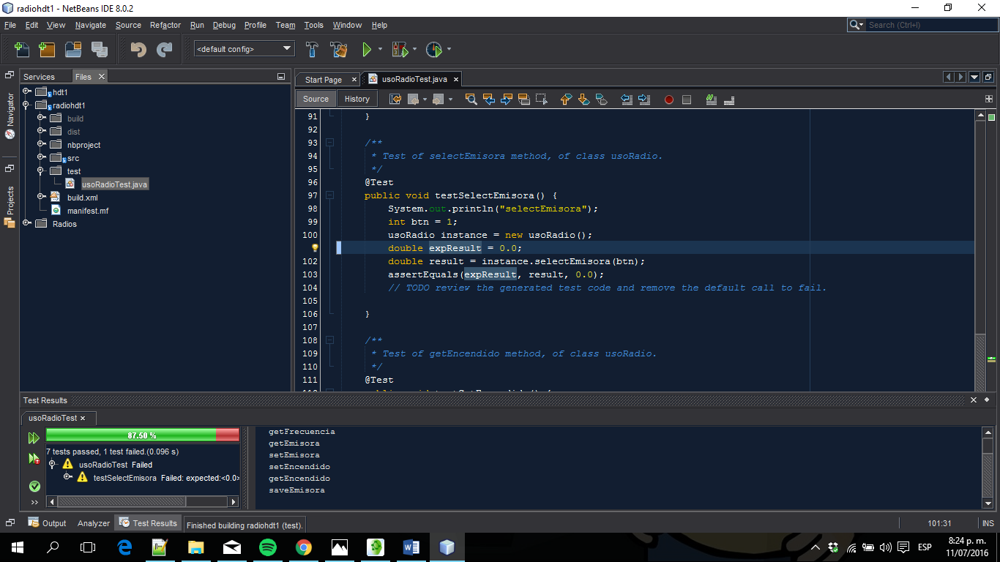 radiohdt1 - NetBeans IDE 8.0.2
File Edit View Navigate Source Refactor Run Debug Profile Team Tools Window Help
Search (Ctrl+I)
<default config>
Services Files
Navigator
Projects
hdt1
radiohdt1
build
dist
nbproject
src
test
usoRadioTest.java
build.xml
manifest.mf
Radios
Start Page usoRadioTest.java
Source History
91 }
92
93 /**
94 * Test of selectEmisora method, of class usoRadio.
95 */
96 @Test
97 public void testSelectEmisora() {
98 System.out.println("selectEmisora");
99 int btn = 1;
100 usoRadio instance = new usoRadio();
double expResult = 0.0;
102 double result = instance.selectEmisora(btn);
103 assertEquals(expResult, result, 0.0);
104 // TODO review the generated test code and remove the default call to fail.
105
106 }
107
108 /**
109 * Test of getEncendido method, of class usoRadio.
110 */
111 @Test
Test Results
usoRadioTest
87.50 %
7 tests passed, 1 test failed.(0.096 s)
usoRadioTest Failed
testSelectEmisora Failed: expected:<0.0>
getFrecuencia
getEmisora
setEmisora
setEncendido
getEncendido
saveEmisora
Output Analyzer Test Results Finished building radiohdt1 (test).
101:31 INS
ESP
8:24 p. m.
11/07/2016